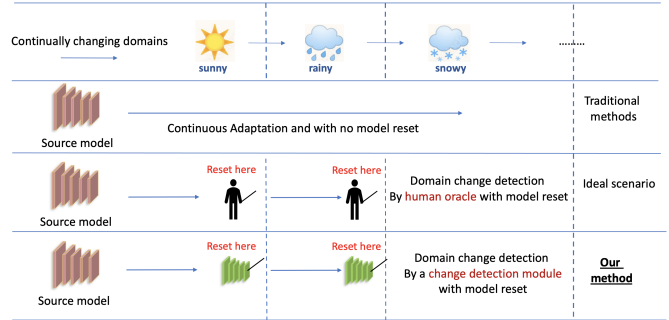 Continually changing domains
sunny
rainy
snowy
.........
Source model
Continuous Adaptation and with no model reset
Traditional
methods
Source model
Reset here
Reset here
Domain change detection
By human oracle with model reset
Ideal scenario
Source model
Reset here
Reset here
Domain change detection
By a change detection module
with model reset
Our
method